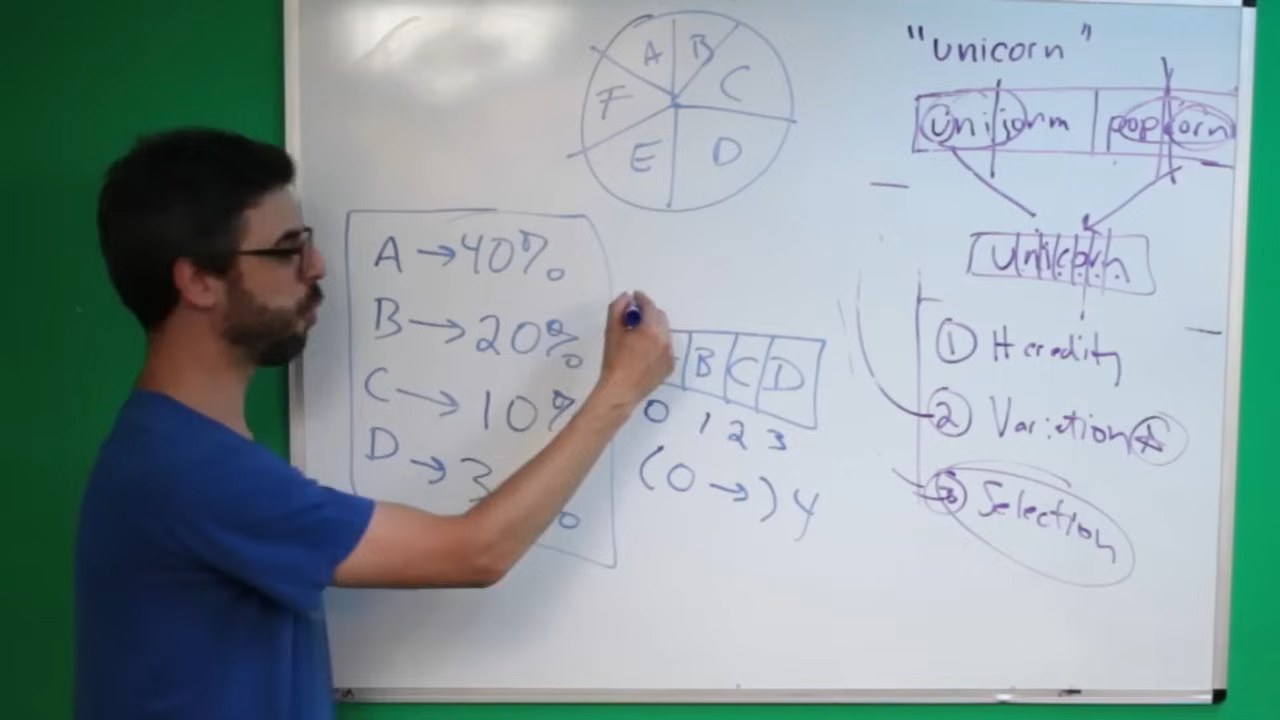 A B C D E F
A → 40%
B → 20%
C → 10%
D → 3
B C D
0 1 2 3
(0 → ) 4
"unicorn"
uniform popcorn
unicorn
① Heredity
② Variation
③ Selection